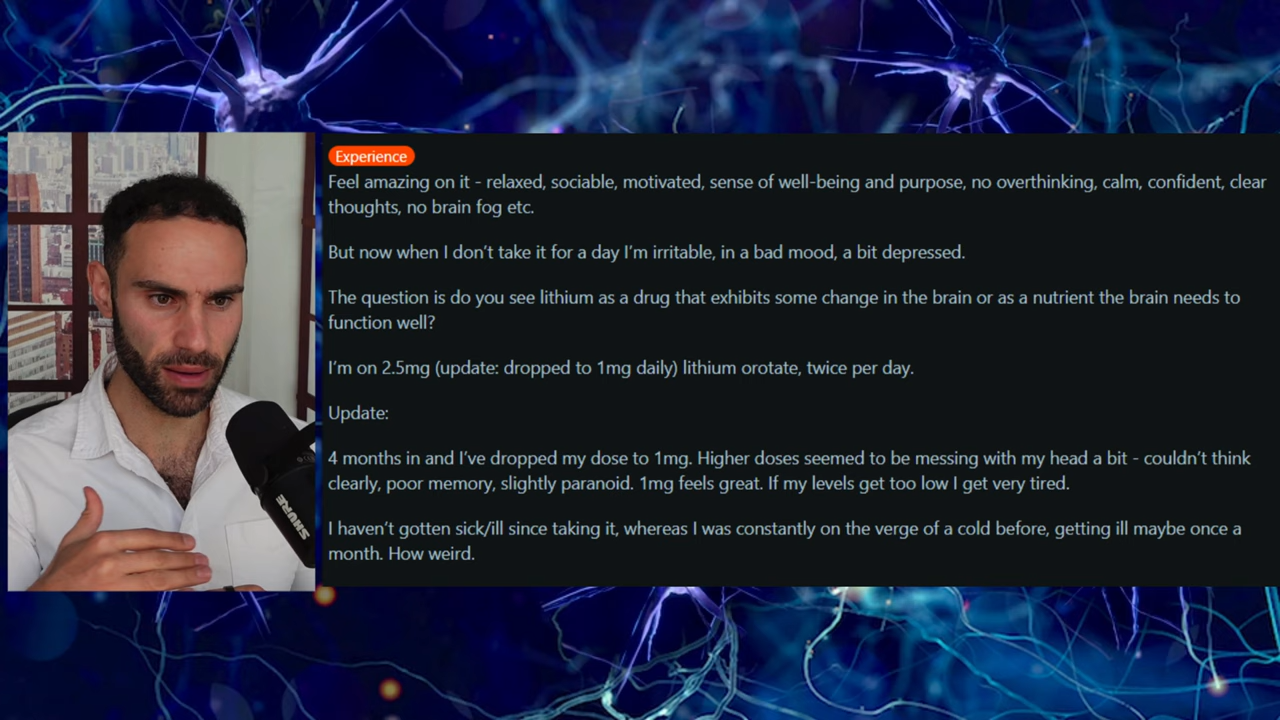 Experience
Feel amazing on it - relaxed, sociable, motivated, sense of well-being and purpose, no overthinking, calm, confident, clear
thoughts, no brain fog etc.
But now when I don’t take it for a day I’m irritable, in a bad mood, a bit depressed.
The question is do you see lithium as a drug that exhibits some change in the brain or as a nutrient the brain needs to
function well?
I’m on 2.5mg (update: dropped to 1mg daily) lithium orotate, twice per day.
Update:
4 months in and I’ve dropped my dose to 1mg. Higher doses seemed to be messing with my head a bit - couldn’t think
clearly, poor memory, slightly paranoid. 1mg feels great. If my levels get too low I get very tired.
I haven’t gotten sick/ill since taking it, whereas I was constantly on the verge of a cold before, getting ill maybe once a
month. How weird.
SHURE